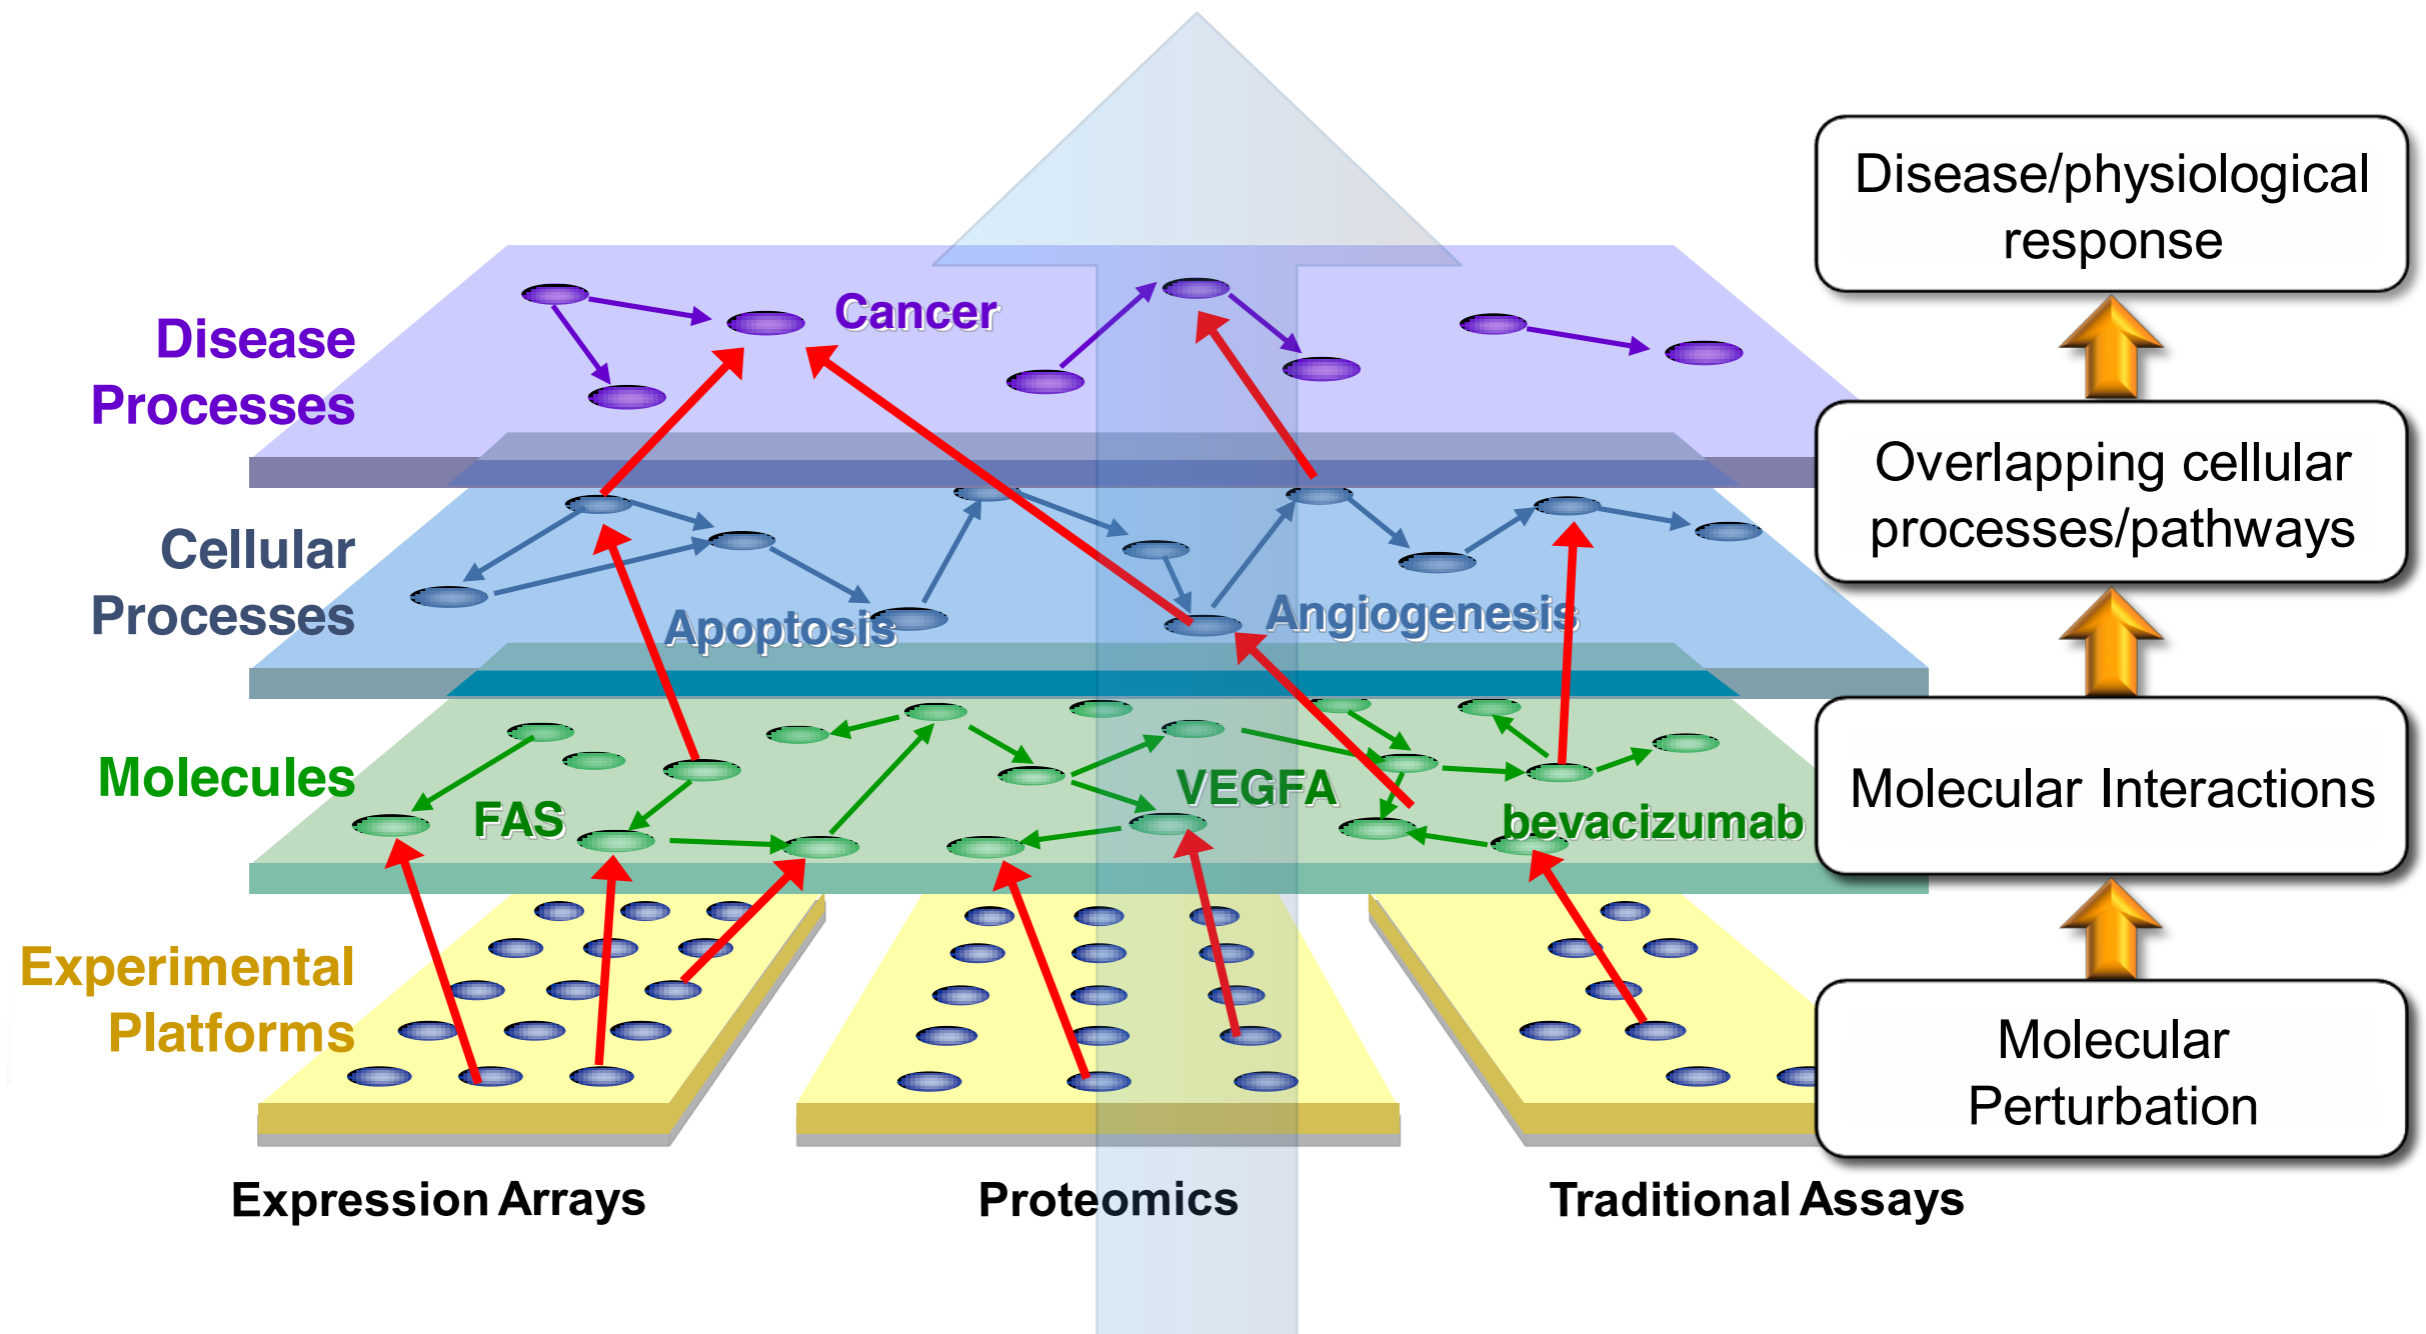 Disease/physiological
response
Cancer
Disease
Processes
Overlapping cellular
processes/pathways
Cellular
Processes
Apoptosis
Angiogenesis
Molecules
FAS
VEGFA
bevacizumab
Molecular Interactions
Experimental
Platforms
Molecular
Perturbation
Expression Arrays
Proteomics
Traditional Assays